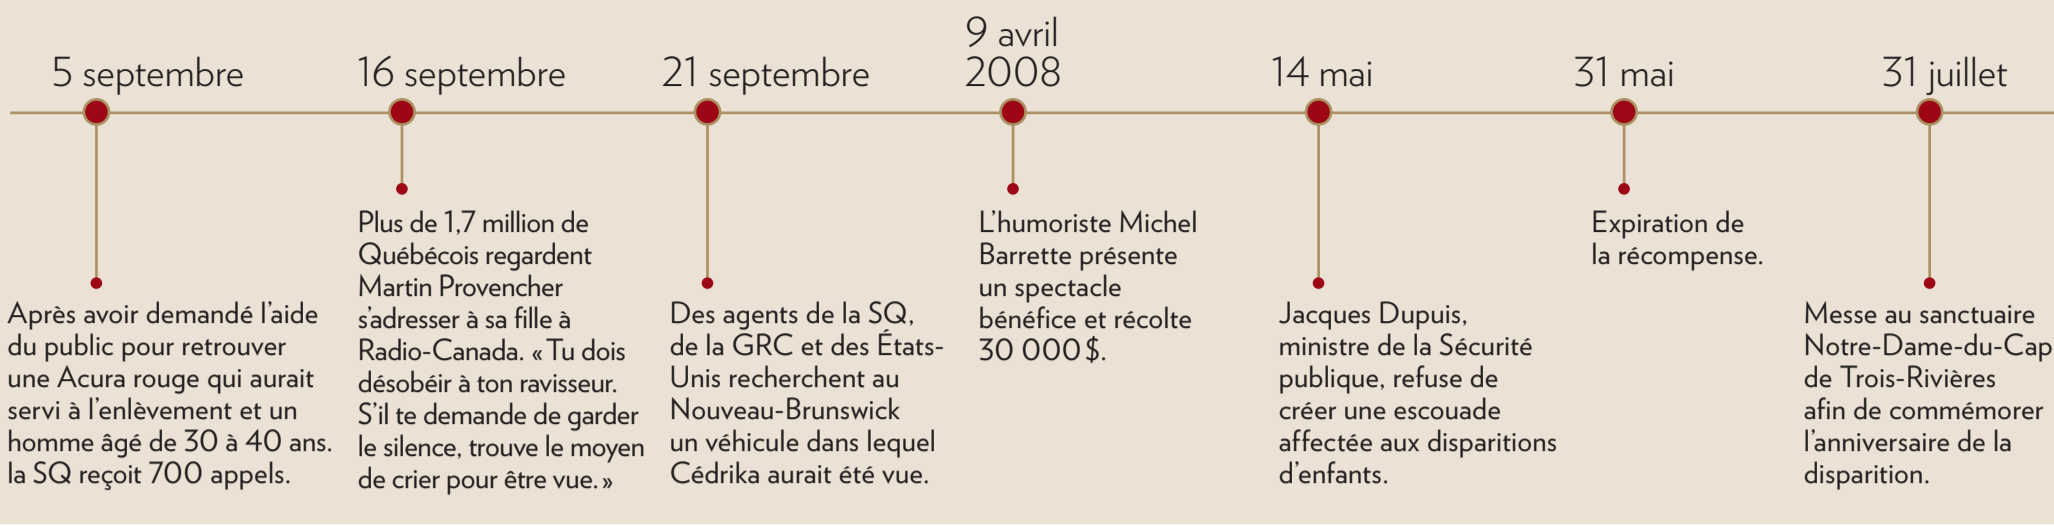 5 septembre
Après avoir demandé l'aide
du public pour retrouver
une Acura rouge qui aurait
servi à l'enlèvement et un
homme âgé de 30 à 40 ans.
la SQ reçoit 700 appels.
16 septembre
Plus de 1,7 million de
Québécois regardent
Martin Provencher
s'adresser à sa fille à
Radio-Canada. « Tu dois
désobéir à ton ravisseur.
S'il te demande de garder
le silence, trouve le moyen
de crier pour être vue. »
21 septembre
Des agents de la SQ,
de la GRC et des États-
Unis recherchent au
Nouveau-Brunswick
un véhicule dans lequel
Cédrika aurait été vue.
9 avril
2008
L'humoriste Michel
Barrette présente
un spectacle
bénéfice et récolte
30 000 $.
14 mai
Jacques Dupuis,
ministre de la Sécurité
publique, refuse de
créer une escouade
affectée aux disparitions
d'enfants.
31 mai
Expiration de
la récompense.
31 juillet
Messe au sanctuaire
Notre-Dame-du-Cap
de Trois-Rivières
afin de commémorer
l'anniversaire de la
disparition.